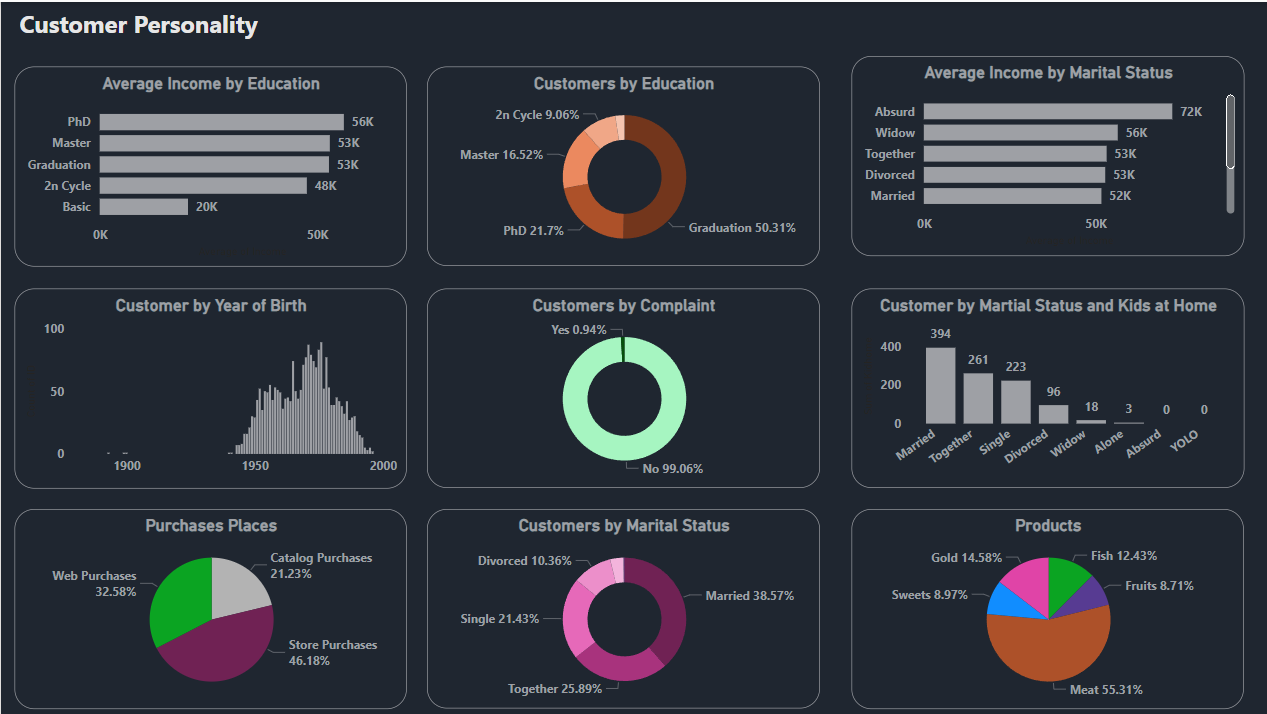 Customer Personality
Average Income by Education
PhD 56K
Master 53K
Graduation 53K
2n Cycle 48K
Basic 20K
0K 50K
Customers by Education
2n Cycle 9.06%
Master 16.52%
PhD 21.7%
Graduation 50.31%
Average Income by Marital Status
Absurd 72K
Widow 56K
Together 53K
Divorced 53K
Married 52K
0K 50K
Customer by Year of Birth
100
50
0
1900 1950 2000
Customers by Complaint
Yes 0.94%
No 99.06%
Customer by Martial Status and Kids at Home
400
200
0
394 261 223 96 18 3 0 0
Married Together Single Divorced Widow Alone Absurd YOLO
Purchases Places
Web Purchases
32.58%
Catalog Purchases
21.23%
Store Purchases
46.18%
Customers by Marital Status
Divorced 10.36%
Single 21.43%
Together 25.89%
Married 38.57%
Products
Gold 14.58%
Sweets 8.97%
Fish 12.43%
Fruits 8.71%
Meat 55.31%